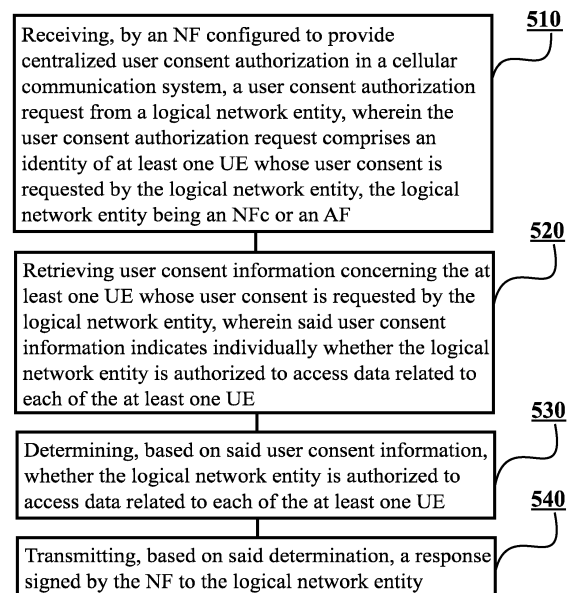 510
Receiving, by an NF configured to provide
centralized user consent authorization in a cellular
communication system, a user consent authorization
request from a logical network entity, wherein the
user consent authorization request comprises an
identity of at least one UE whose user consent is
requested by the logical network entity, the logical
network entity being an NFc or an AF
520
Retrieving user consent information concerning the at
least one UE whose user consent is requested by the
logical network entity, wherein said user consent
information indicates individually whether the logical
network entity is authorized to access data related to
each of the at least one UE
530
Determining, based on said user consent information,
whether the logical network entity is authorized to
access data related to each of the at least one UE
540
Transmitting, based on said determination, a response
signed by the NF to the logical network entity